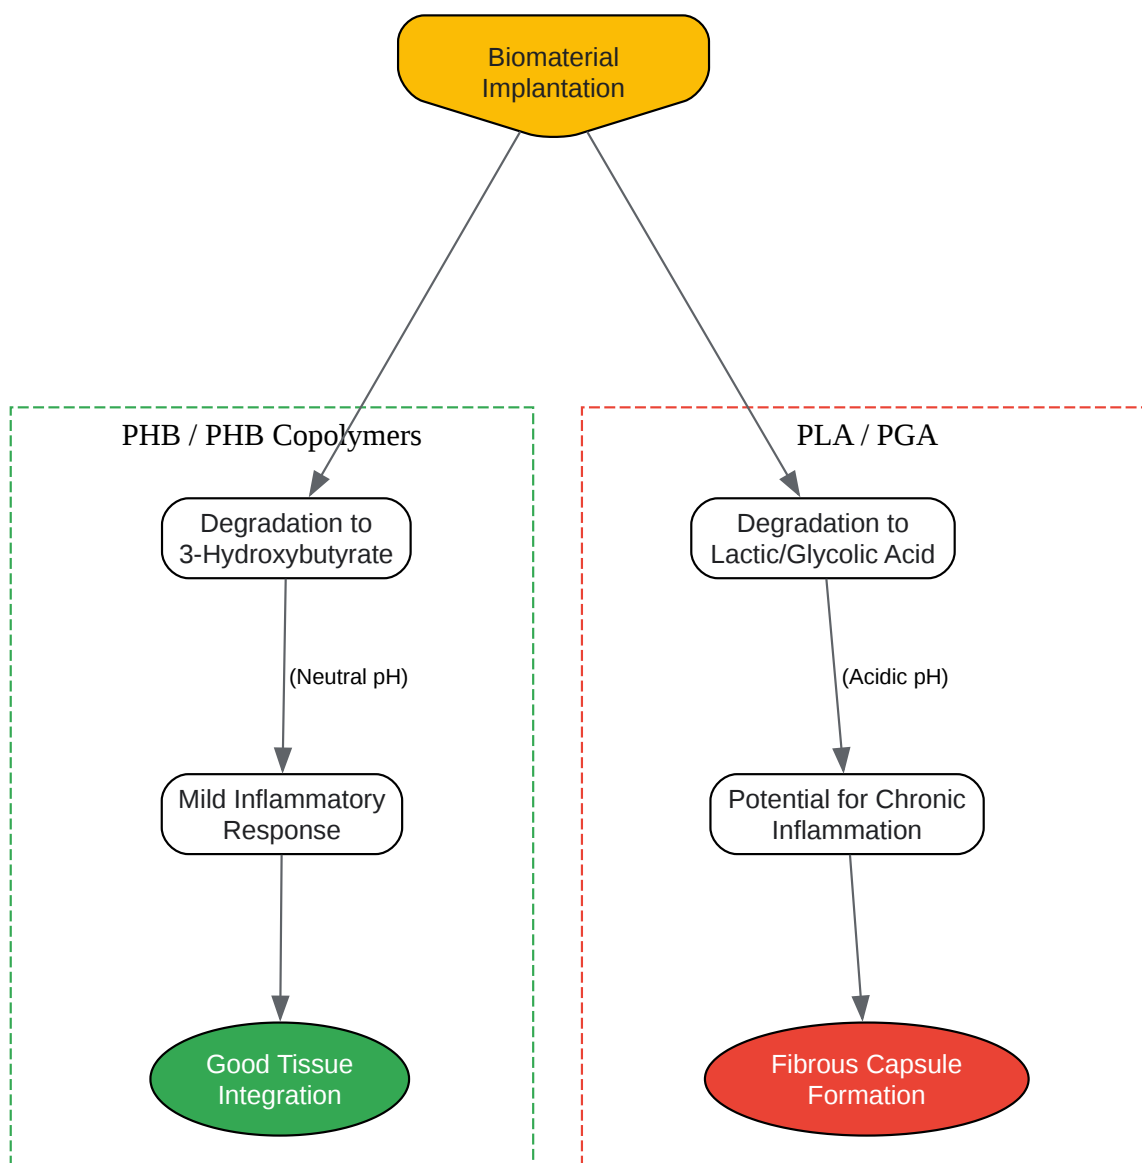 Biomaterial
Implantation
PHB / PHB Copolymers
PLA / PGA
Degradation to
3-Hydroxybutyrate
Degradation to
Lactic/Glycolic Acid
(Neutral pH)
(Acidic pH)
Mild Inflammatory
Response
Potential for Chronic
Inflammation
Good Tissue
Integration
Fibrous Capsule
Formation